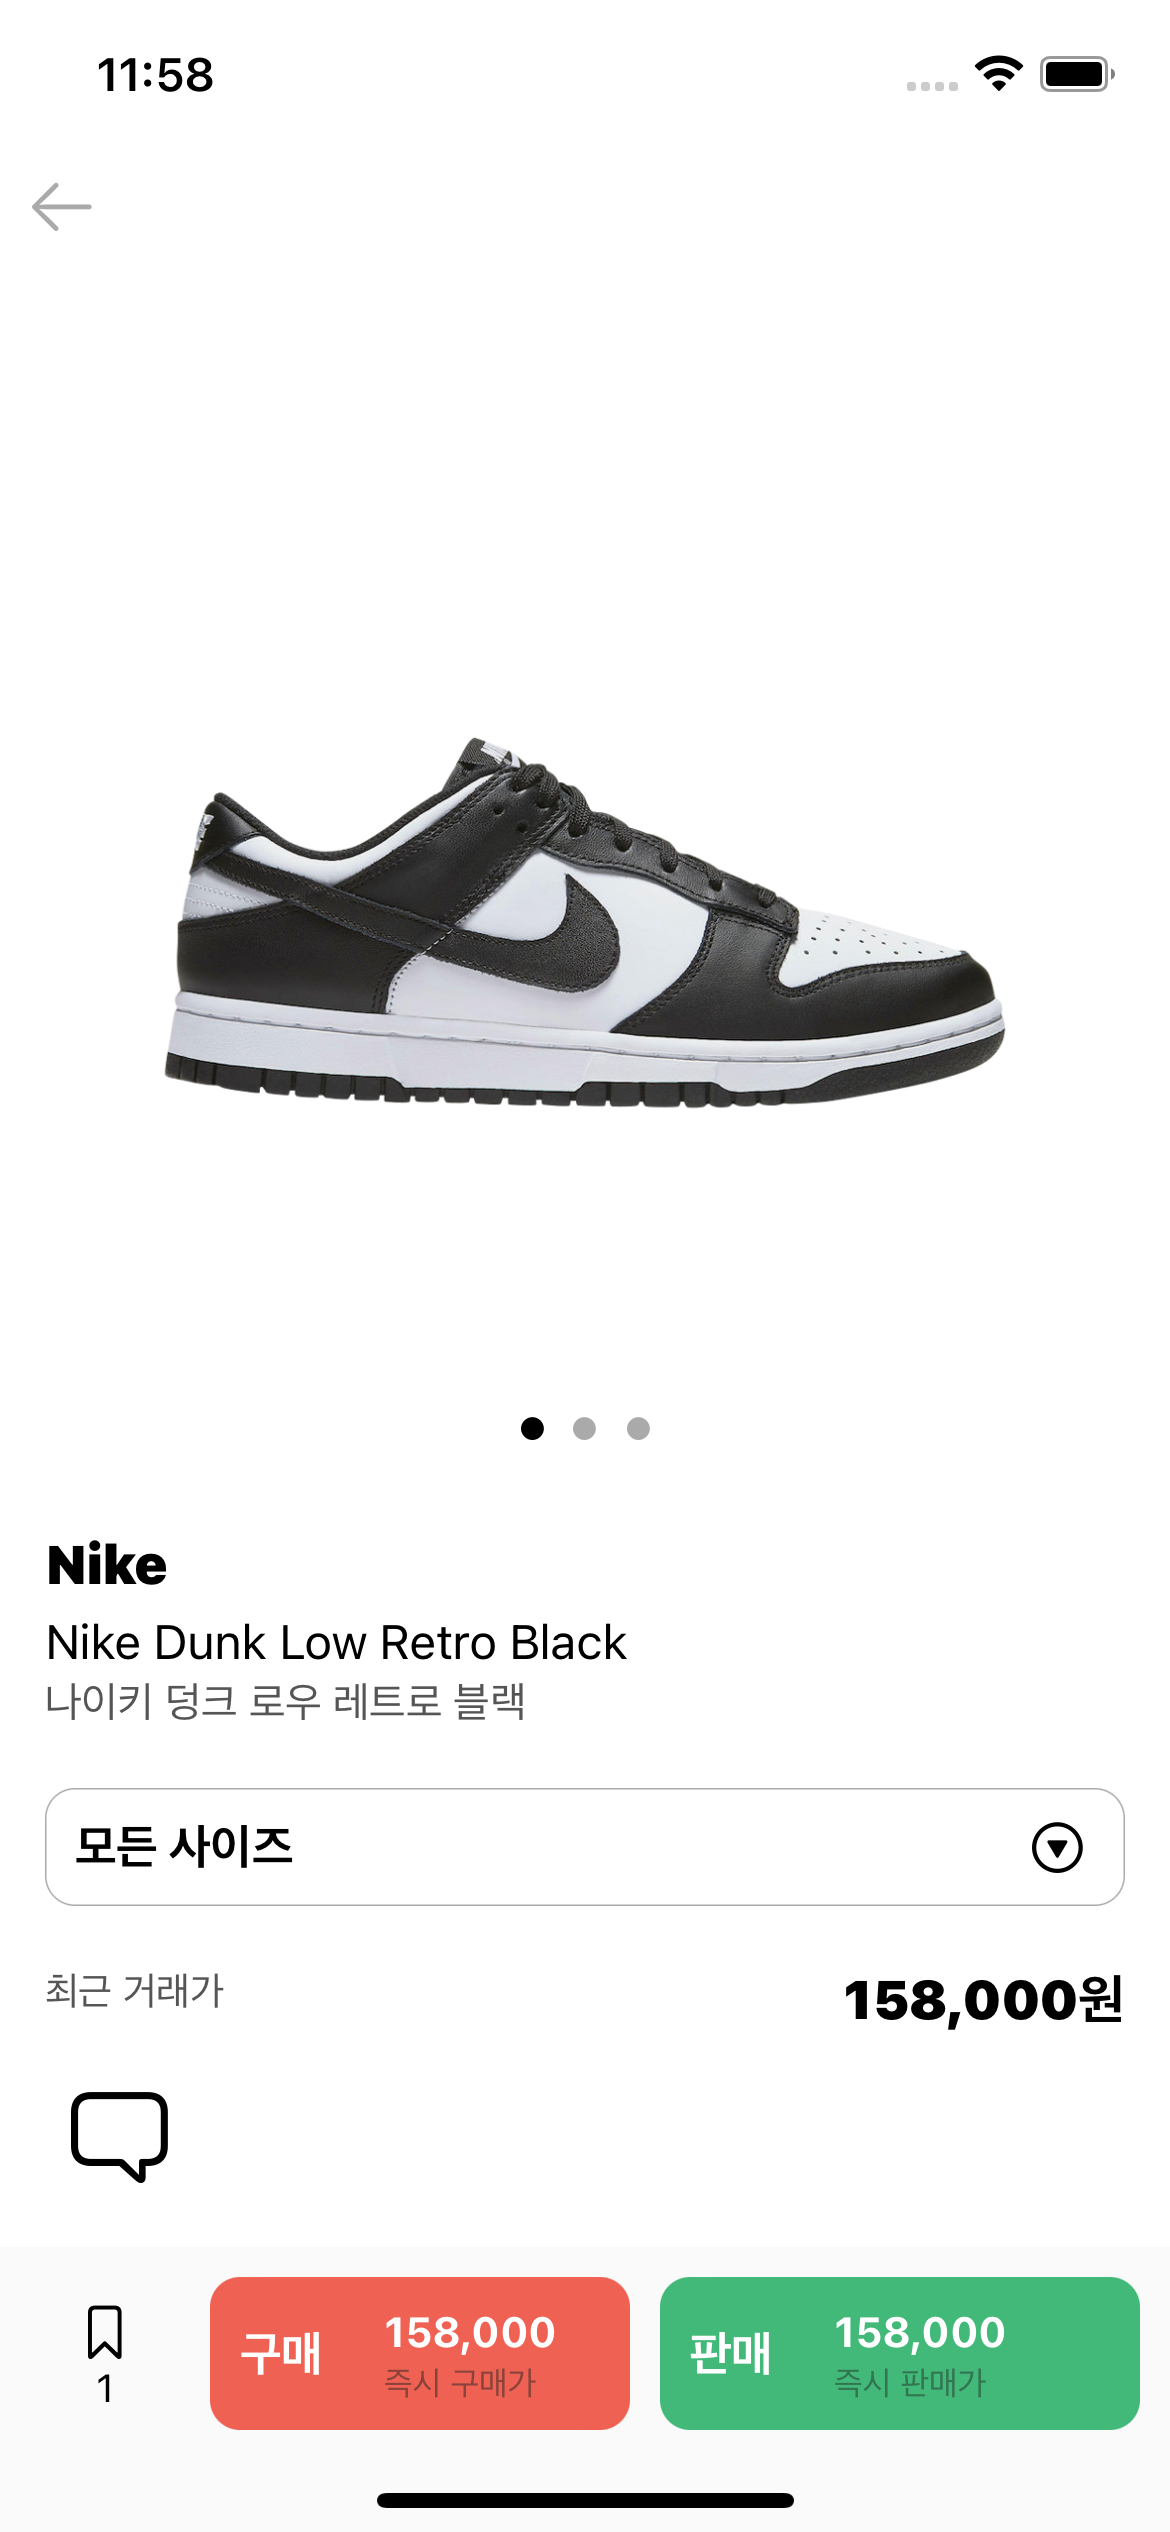 11:58
Nike
Nike Dunk Low Retro Black
나이키 덩크 로우 레트로 블랙
모든 사이즈
최근 거래가
158,000원
1
구매
158,000
즉시 구매가
판매
158,000
즉시 판매가